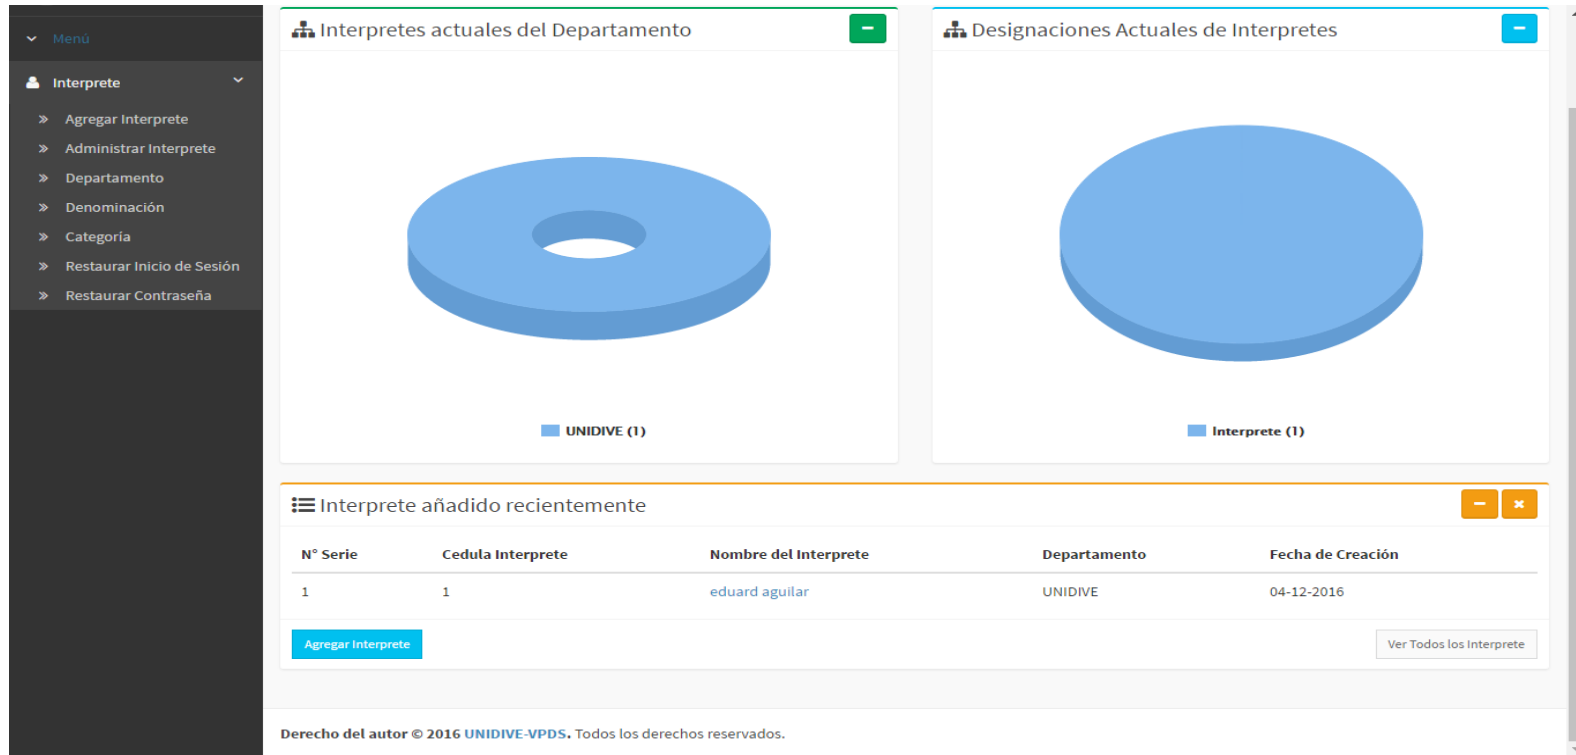 Menú
Interprete
Agregar Interprete
Administrar Interprete
Departamento
Denominación
Categoría
Restaurar Inicio de Sesión
Restaurar Contraseña
Interpretes actuales del Departamento
UNIDIVE (1)
Designaciones Actuales de Interpretes
Interprete (1)
Interprete añadido recientemente
N° Serie Cedula Interprete Nombre del Interprete Departamento Fecha de Creación
1 1 eduard aguilar UNIDIVE 04-12-2016
Agregar Interprete Ver Todos los Interprete
Derecho del autor © 2016 UNIDIVE-VPDS. Todos los derechos reservados.